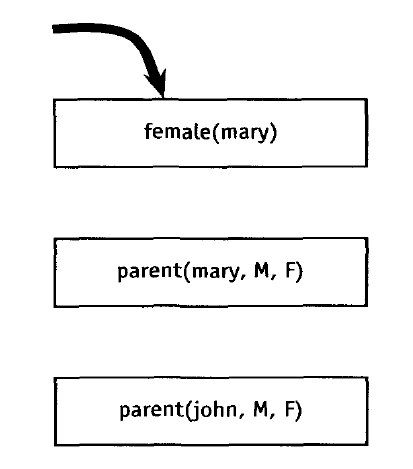 female(mary)
parent(mary, M, F)
parent(john, M, F)